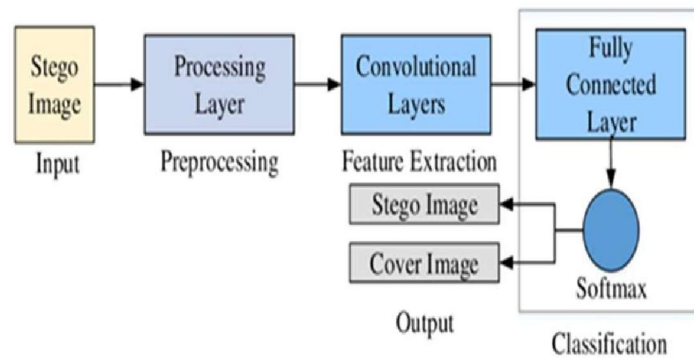 Stego
Image
Input
Processing
Layer
Preprocessing
Convolutional
Layers
Feature Extraction
Fully
Connected
Layer
Softmax
Classification
Stego Image
Cover Image
Output